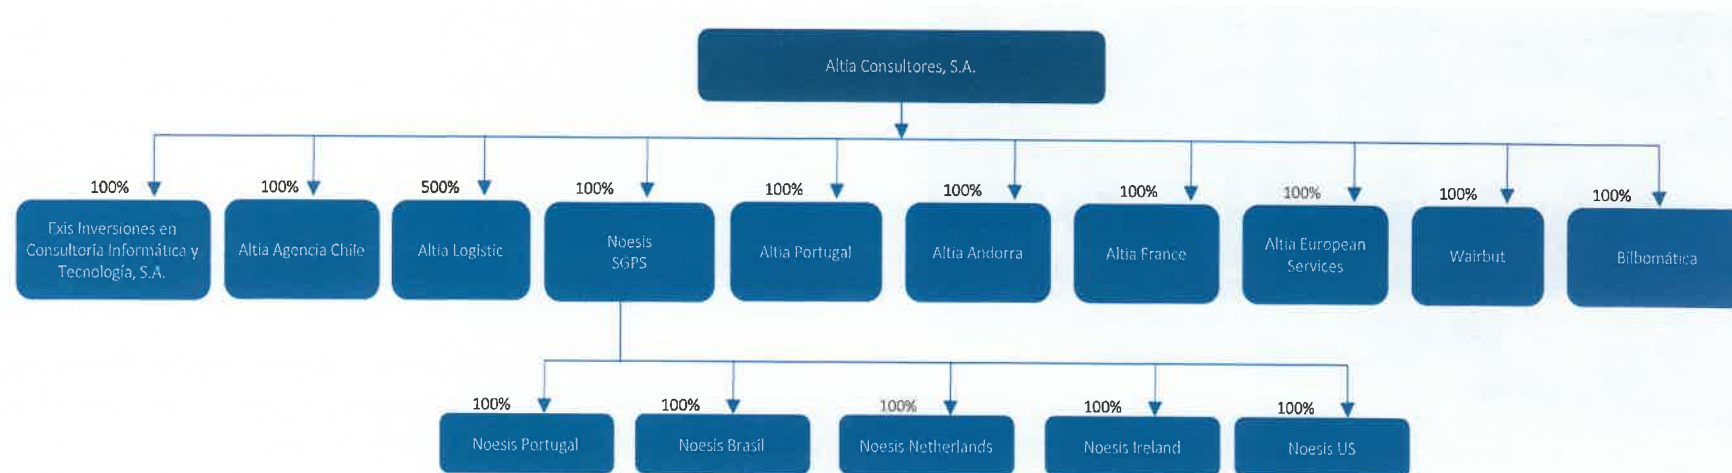 Altia Consultores, S.A.
100%
100%
500%
100%
100%
100%
100%
100%
100%
100%
Exis Inversiones en
Consultoría Informática y
Tecnología, S.A.
Altia Agencia Chile
Altia Logistic
Noesis
SGPS
Altia Portugal
Altia Andorra
Altia France
Altia European
Services
Wairbut
Bilbomática
100%
100%
100%
100%
100%
Noesis Portugal
Noesis Brasil
Noesis Netherlands
Noesis Ireland
Noesis US